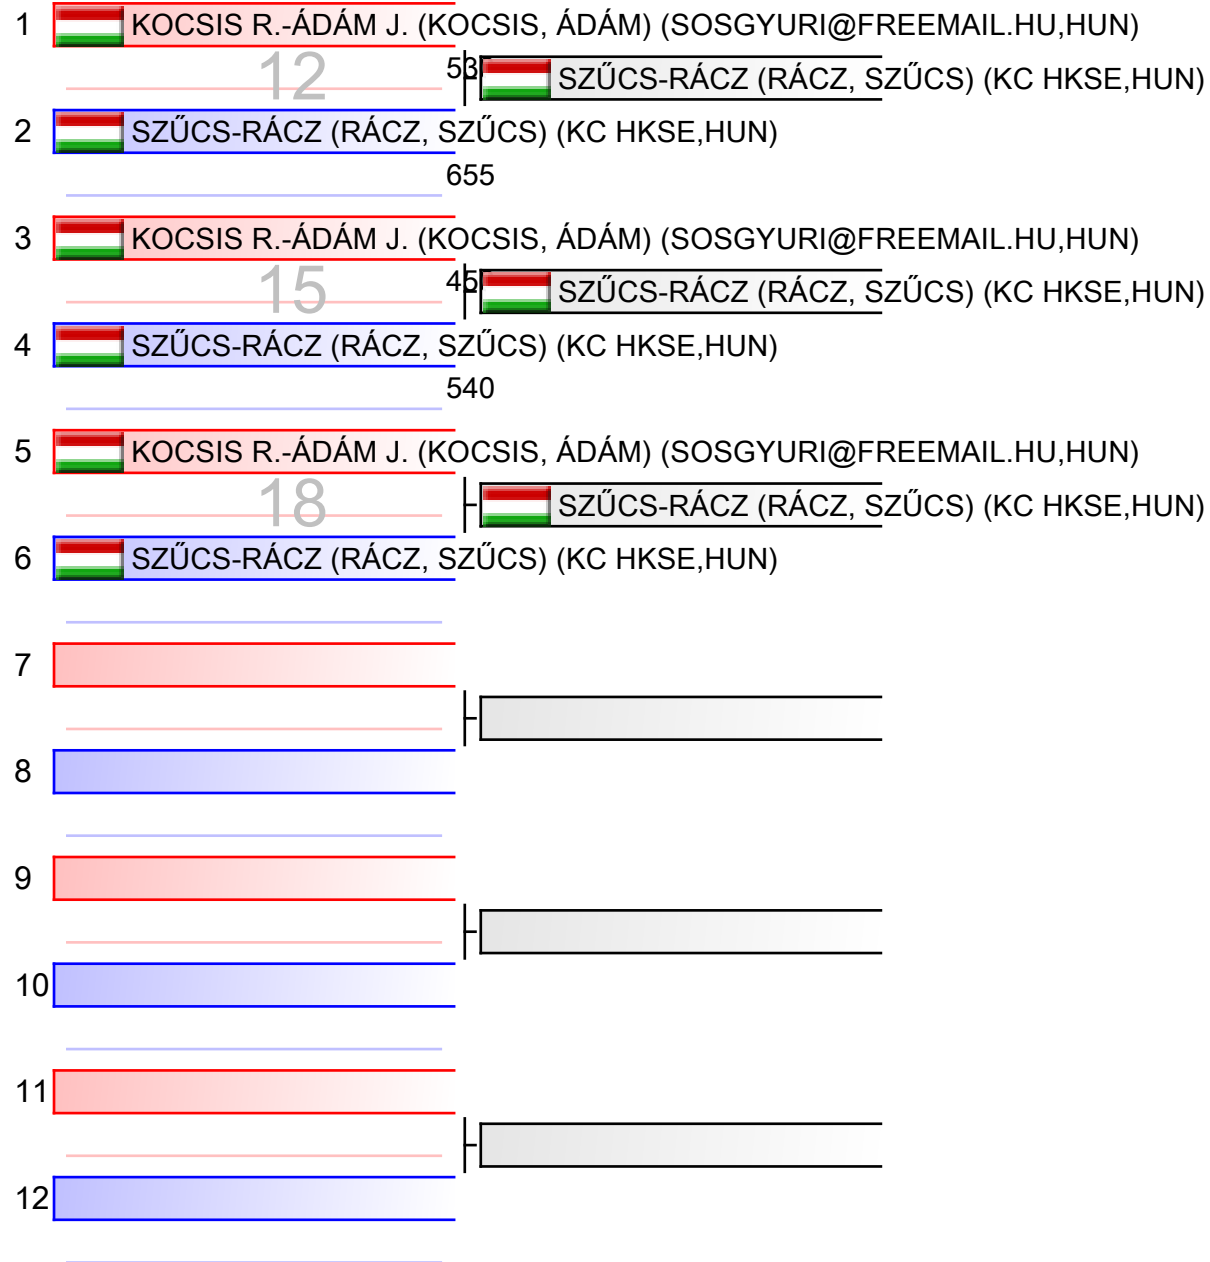 1 KOCSIS R.-ÁDÁM J. (KOCSIS, ÁDÁM) (SOSGYURI@FREEMAIL.HU,HUN)
12
SZŰCS-RÁCZ (RÁCZ, SZŰCS) (KC HKSE,HUN)
2 SZŰCS-RÁCZ (RÁCZ, SZŰCS) (KC HKSE,HUN)
655
3 KOCSIS R.-ÁDÁM J. (KOCSIS, ÁDÁM) (SOSGYURI@FREEMAIL.HU,HUN)
15
SZŰCS-RÁCZ (RÁCZ, SZŰCS) (KC HKSE,HUN)
4 SZŰCS-RÁCZ (RÁCZ, SZŰCS) (KC HKSE,HUN)
540
5 KOCSIS R.-ÁDÁM J. (KOCSIS, ÁDÁM) (SOSGYURI@FREEMAIL.HU,HUN)
18
SZŰCS-RÁCZ (RÁCZ, SZŰCS) (KC HKSE,HUN)
6 SZŰCS-RÁCZ (RÁCZ, SZŰCS) (KC HKSE,HUN)
7
8
9
10
11
12